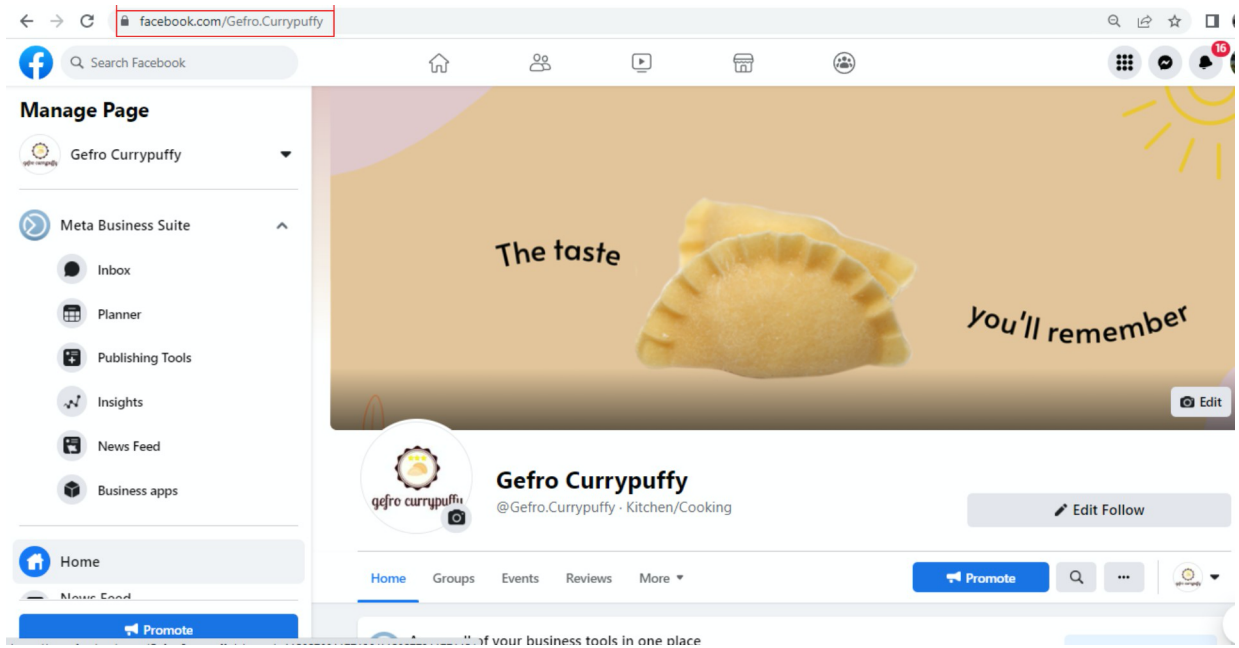 facebook.com/Gefro.Currypuffy
Search Facebook
16
Manage Page
Gefro Currypuffy
Meta Business Suite
Inbox
Planner
Publishing Tools
Insights
News Feed
Business apps
Home
News Feed
Promote
The taste
you'll remember
Edit
gefro currypuffy
Gefro Currypuffy
@Gefro.Currypuffy · Kitchen/Cooking
Edit Follow
Home Groups Events Reviews More
Promote
of your business tools in one place